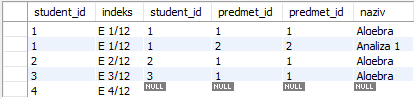 student_id indeks student_id predmet_id predmet_id naziv
1 E 1/12 1 1 1 Algebra
1 E 1/12 1 2 2 Analiza 1
2 E 2/12 2 1 1 Algebra
3 E 3/12 3 1 1 Algebra
4 E 4/12 NULL NULL NULL NULL